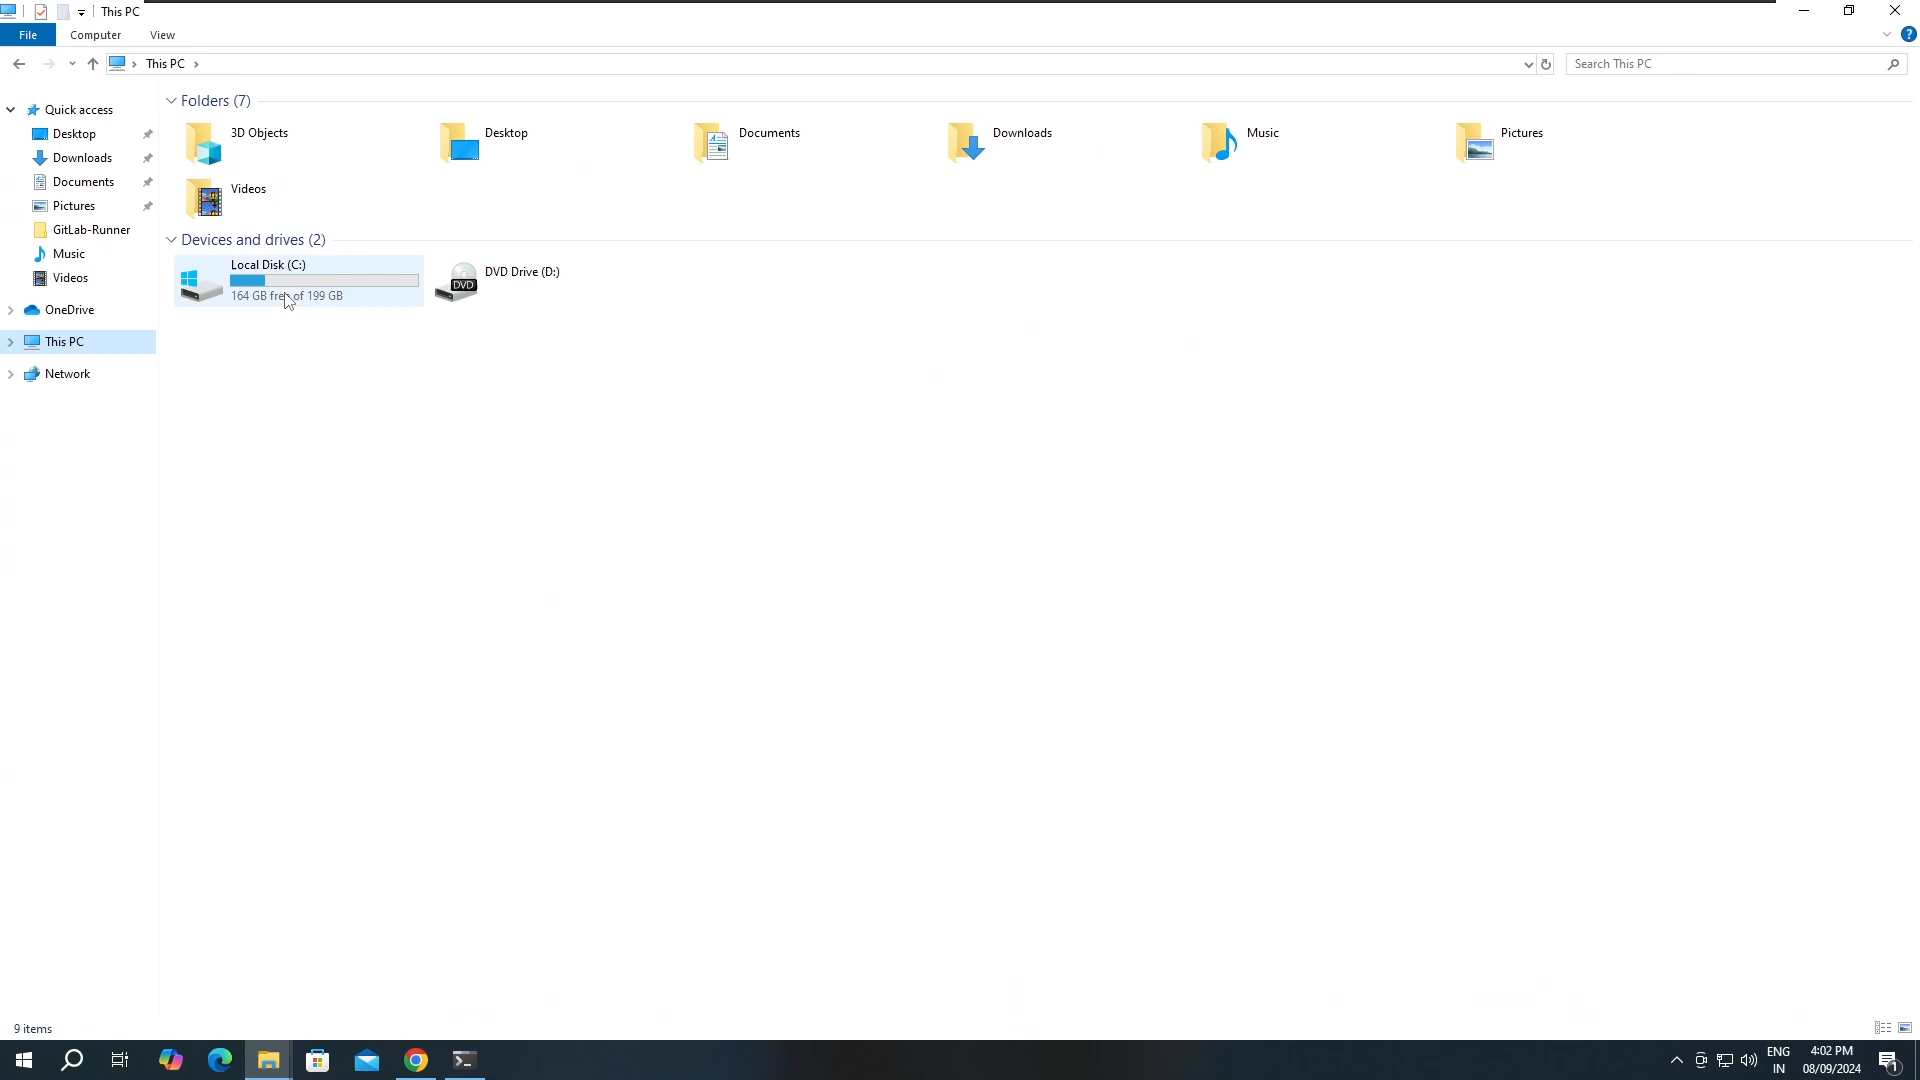 This PC
File Computer View
This PC
Search This PC
Quick access
Desktop
Downloads
Documents
Pictures
GitLab-Runner
Music
Videos
OneDrive
This PC
Network
Folders (7)
3D Objects
Desktop
Documents
Downloads
Music
Pictures
Videos
Devices and drives (2)
Local Disk (C:)
164 GB free of 199 GB
DVD
DVD Drive (D:)
9 items
ENG
IN
4:02 PM
08/09/2024
1